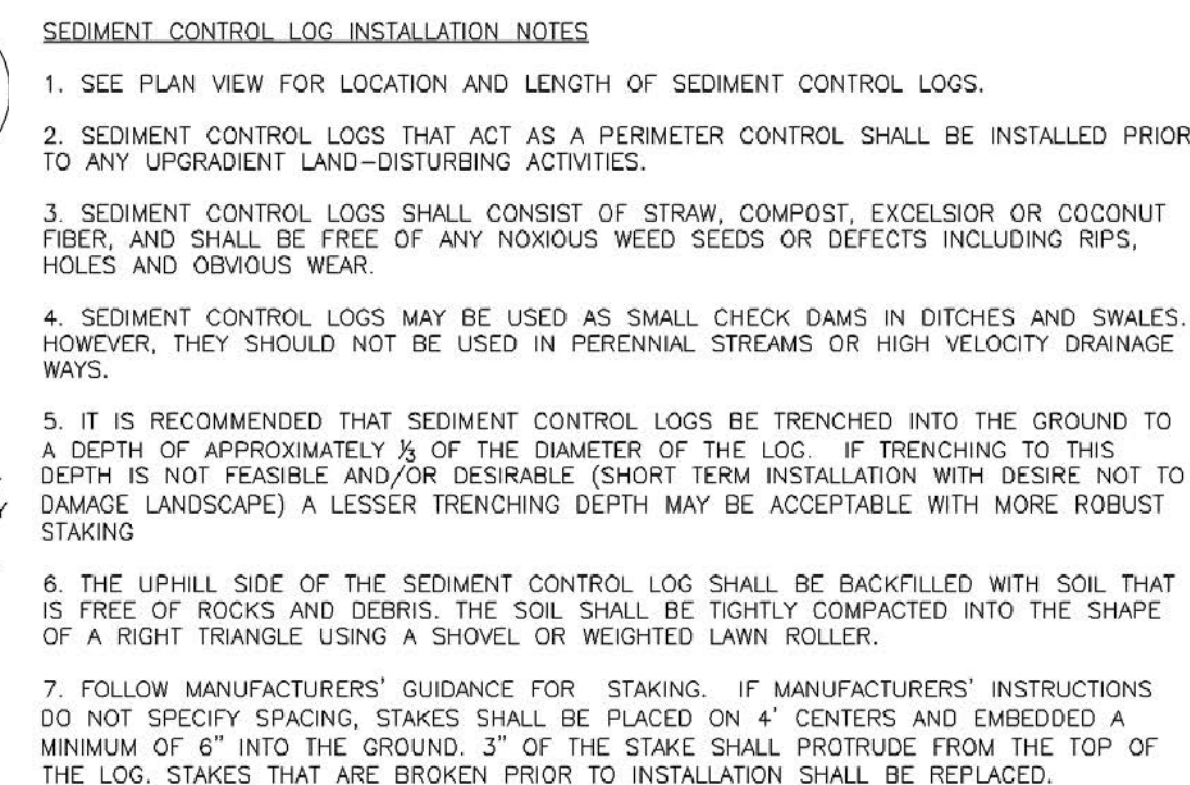 SEDIMENT CONTROL LOG INSTALLATION NOTES
1. SEE PLAN VIEW FOR LOCATION AND LENGTH OF SEDIMENT CONTROL LOGS.
2. SEDIMENT CONTROL LOGS THAT ACT AS A PERIMETER CONTROL SHALL BE INSTALLED PRIOR
TO ANY UPGRADIENT LAND-DISTURBING ACTIVITIES.
3. SEDIMENT CONTROL LOGS SHALL CONSIST OF STRAW, COMPOST, EXCELSIOR OR COCONUT
FIBER, AND SHALL BE FREE OF ANY NOXIOUS WEED SEEDS OR DEFECTS INCLUDING RIPS,
HOLES AND OBVIOUS WEAR.
4. SEDIMENT CONTROL LOGS MAY BE USED AS SMALL CHECK DAMS IN DITCHES AND SWALES.
HOWEVER, THEY SHOULD NOT BE USED IN PERENNIAL STREAMS OR HIGH VELOCITY DRAINAGE
WAYS.
5. IT IS RECOMMENDED THAT SEDIMENT CONTROL LOGS BE TRENCHED INTO THE GROUND TO
A DEPTH OF APPROXIMATELY ⅓ OF THE DIAMETER OF THE LOG. IF TRENCHING TO THIS
DEPTH IS NOT FEASIBLE AND/OR DESIRABLE (SHORT TERM INSTALLATION WITH DESIRE NOT TO
DAMAGE LANDSCAPE) A LESSER TRENCHING DEPTH MAY BE ACCEPTABLE WITH MORE ROBUST
STAKING
6. THE UPHILL SIDE OF THE SEDIMENT CONTROL LOG SHALL BE BACKFILLED WITH SOIL THAT
IS FREE OF ROCKS AND DEBRIS. THE SOIL SHALL BE TIGHTLY COMPACTED INTO THE SHAPE
OF A RIGHT TRIANGLE USING A SHOVEL OR WEIGHTED LAWN ROLLER.
7. FOLLOW MANUFACTURERS' GUIDANCE FOR STAKING. IF MANUFACTURERS' INSTRUCTIONS
DO NOT SPECIFY SPACING, STAKES SHALL BE PLACED ON 4' CENTERS AND EMBEDDED A
MINIMUM OF 6" INTO THE GROUND. 3" OF THE STAKE SHALL PROTRUDE FROM THE TOP OF
THE LOG. STAKES THAT ARE BROKEN PRIOR TO INSTALLATION SHALL BE REPLACED.